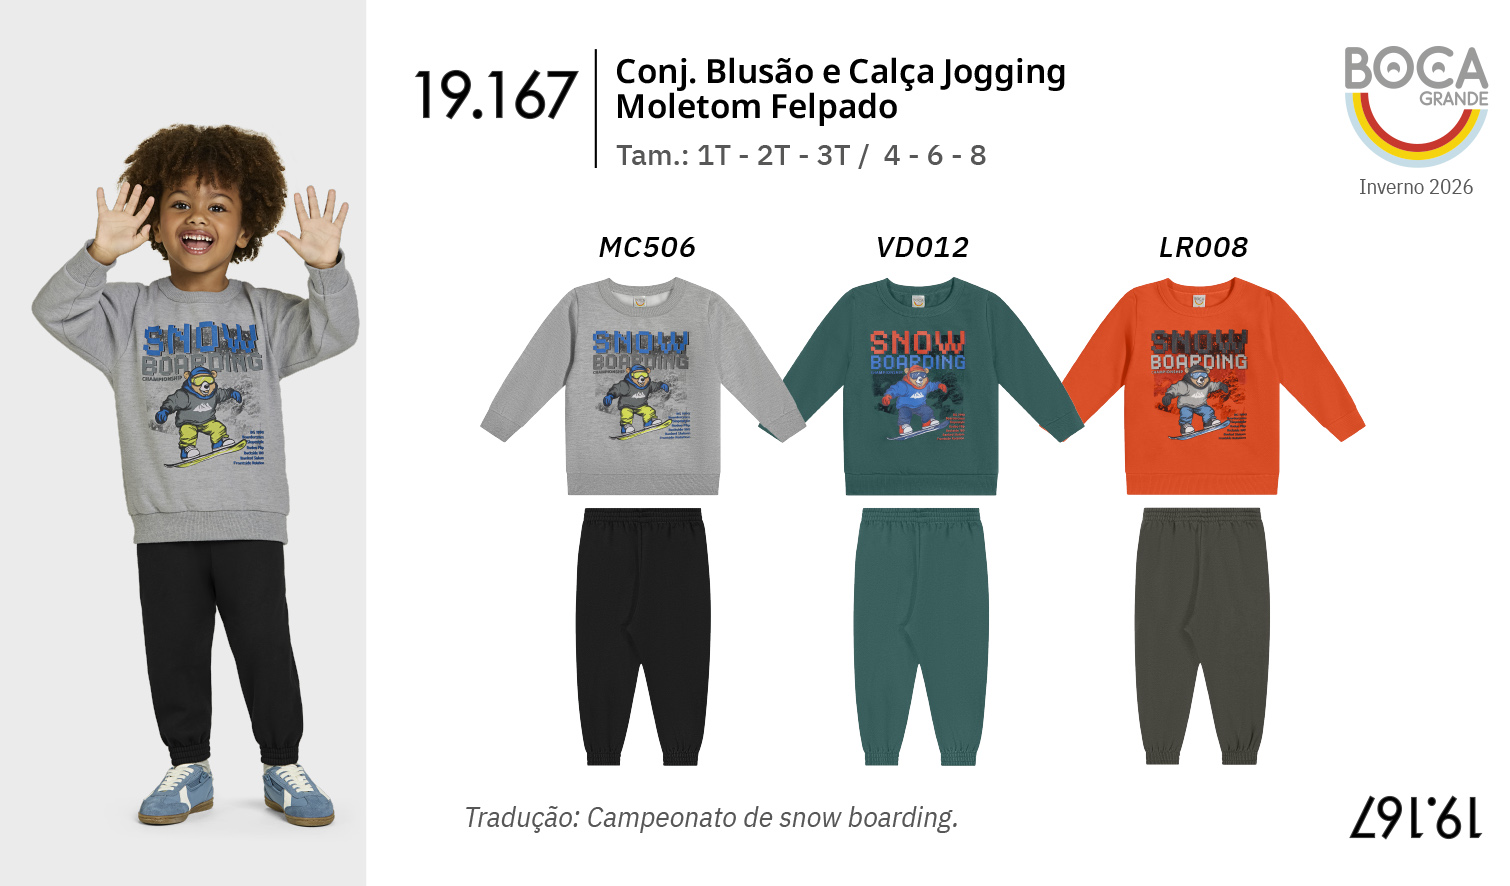 19.167
Conj. Blusão e Calça Jogging
Moletom Felpado
Tam.: 1T - 2T - 3T / 4 - 6 - 8
BOCA
GRANDE
Inverno 2026
MC506
VD012
LR008
SNOW
BOARDING
CHAMPIONSHIP
SNOW
BOARDING
SNOW
BOARDING
SNOW
BOARDING
Tradução: Campeonato de snow boarding.
19.167